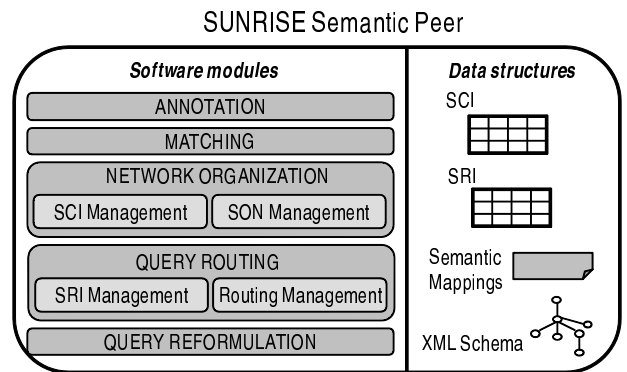 SUNRISE Semantic Peer
Software modules
ANNOTATION
MATCHING
NETWORK ORGANIZATION
SCI Management
SON Management
QUERY ROUTING
SRI Management
Routing Management
QUERY REFORMULATION
Data structures
SCI
SRI
Semantic
Mappings
XML Schema